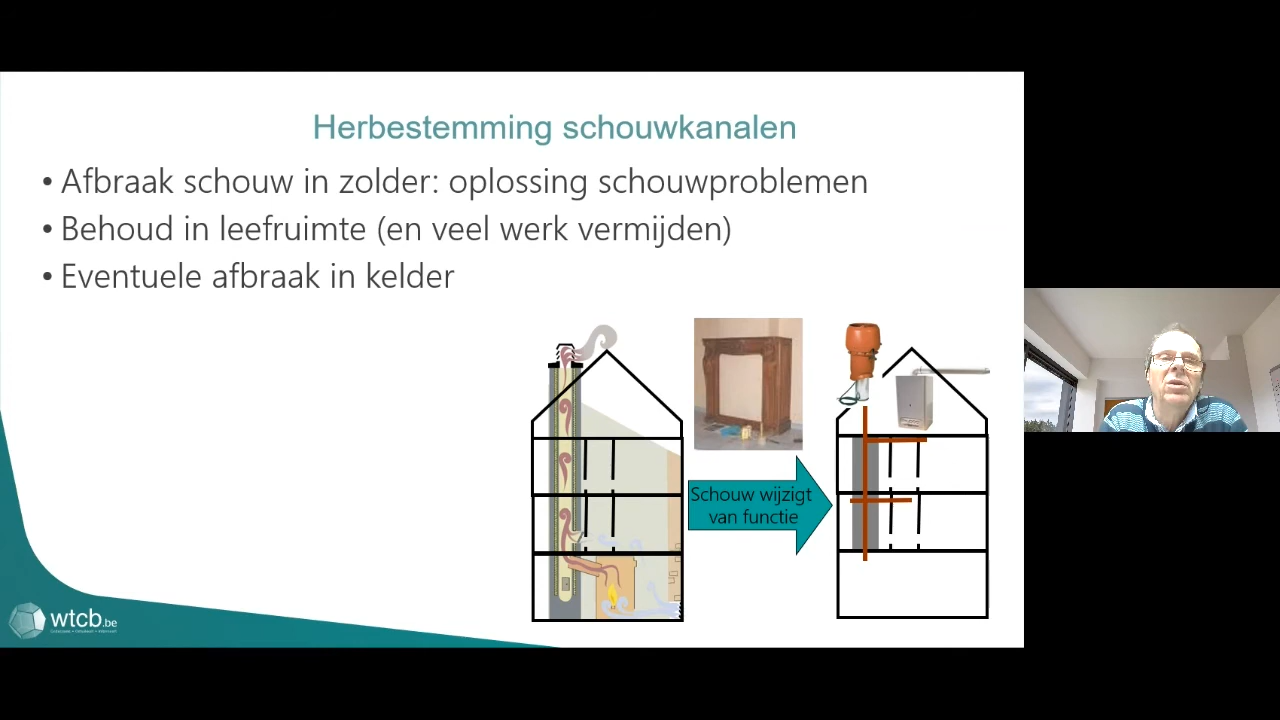 Herbestemming schouwkanalen
• Afbraak schouw in zolder: oplossing schouwproblemen
• Behoud in leefruimte (en veel werk vermijden)
• Eventuele afbraak in kelder
Schouw wijzigt
van functie
wtcb.be